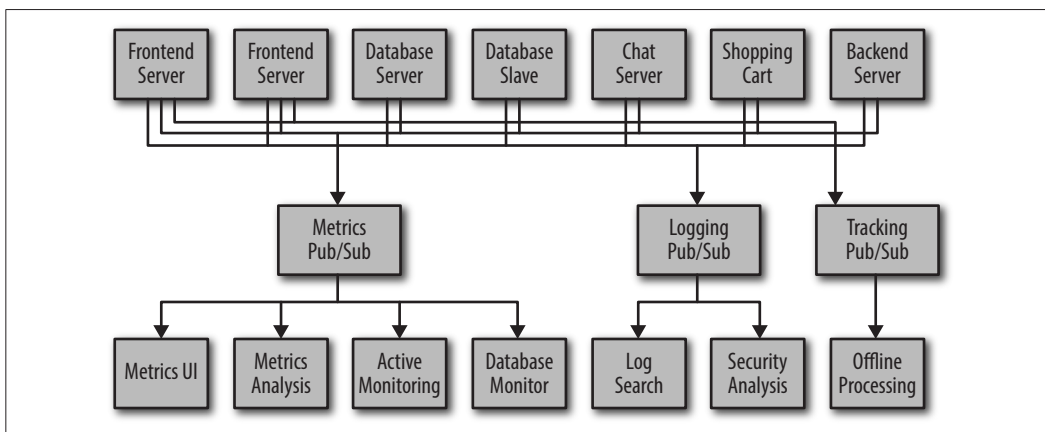 Frontend
Server
Frontend
Server
Database
Server
Database
Slave
Chat
Server
Shopping
Cart
Backend
Server
Metrics
Pub/Sub
Logging
Pub/Sub
Tracking
Pub/Sub
Metrics UI
Metrics
Analysis
Active
Monitoring
Database
Monitor
Log
Search
Security
Analysis
Offline
Processing